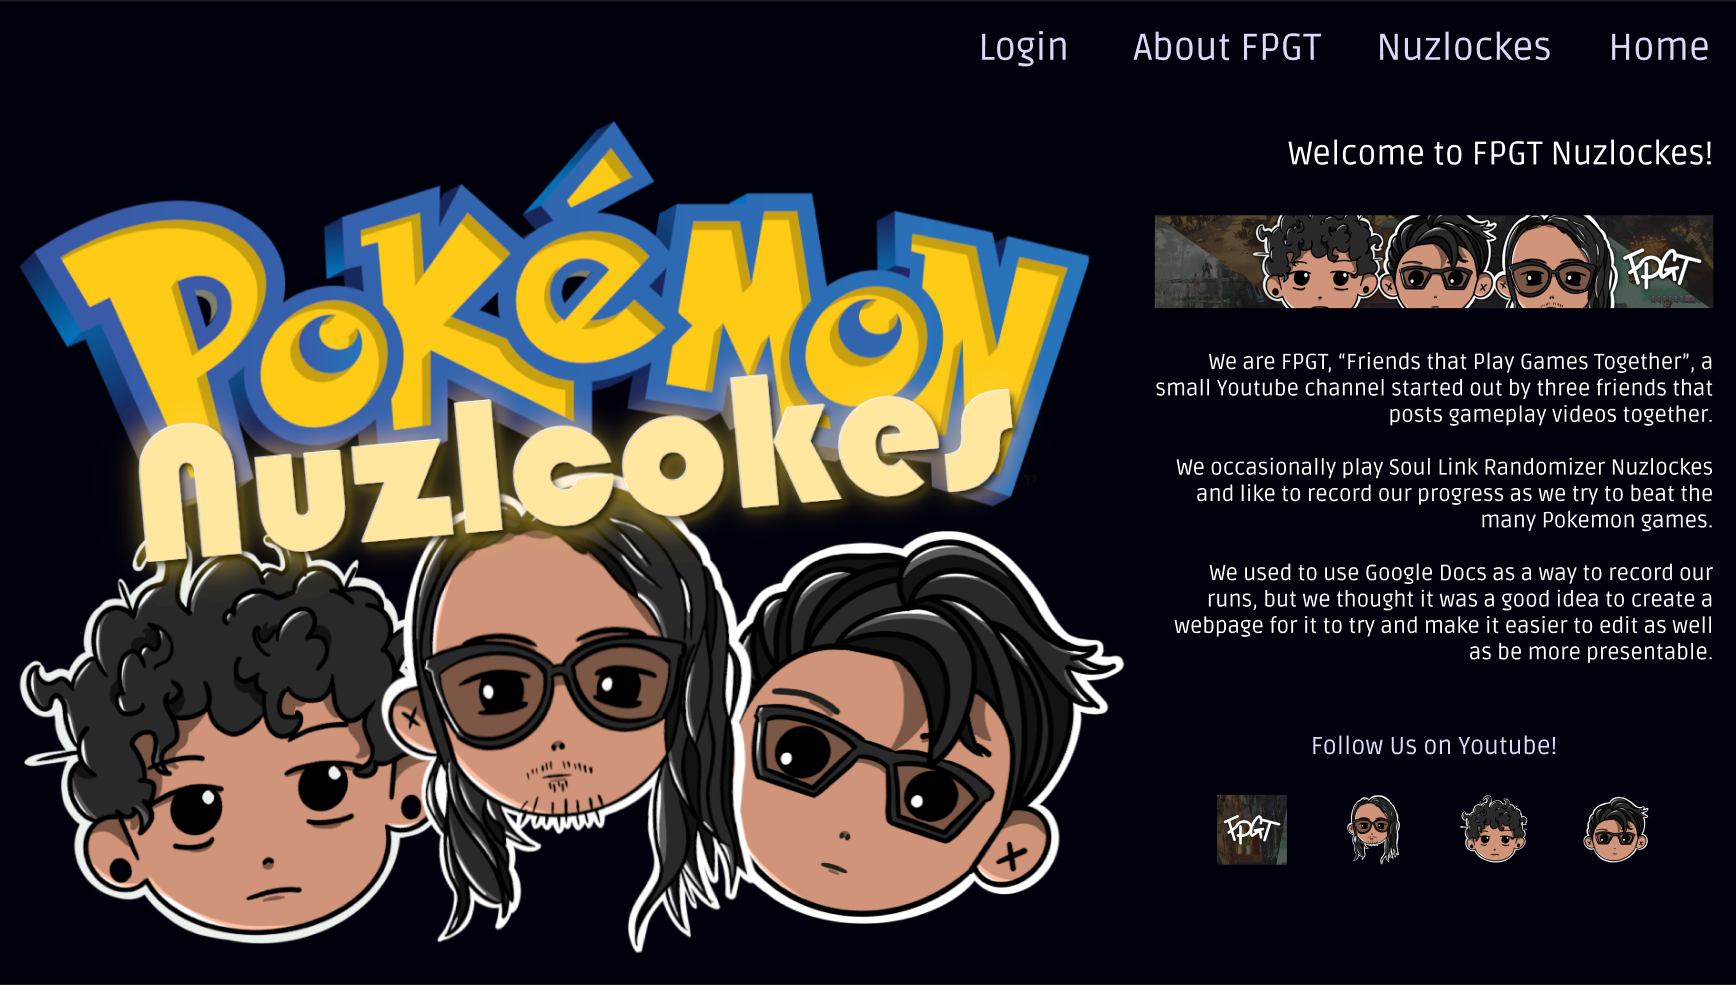 Login About FPGT Nuzlockes Home
POKÉMON
Nuzlcokes
™
Welcome to FPGT Nuzlockes!
FPGT
We are FPGT, “Friends that Play Games Together”, a
small Youtube channel started out by three friends that
posts gameplay videos together.
We occasionally play Soul Link Randomizer Nuzlockes
and like to record our progress as we try to beat the
many Pokemon games.
We used to use Google Docs as a way to record our
runs, but we thought it was a good idea to create a
webpage for it to try and make it easier to edit as well
as be more presentable.
Follow Us on Youtube!
FPGT